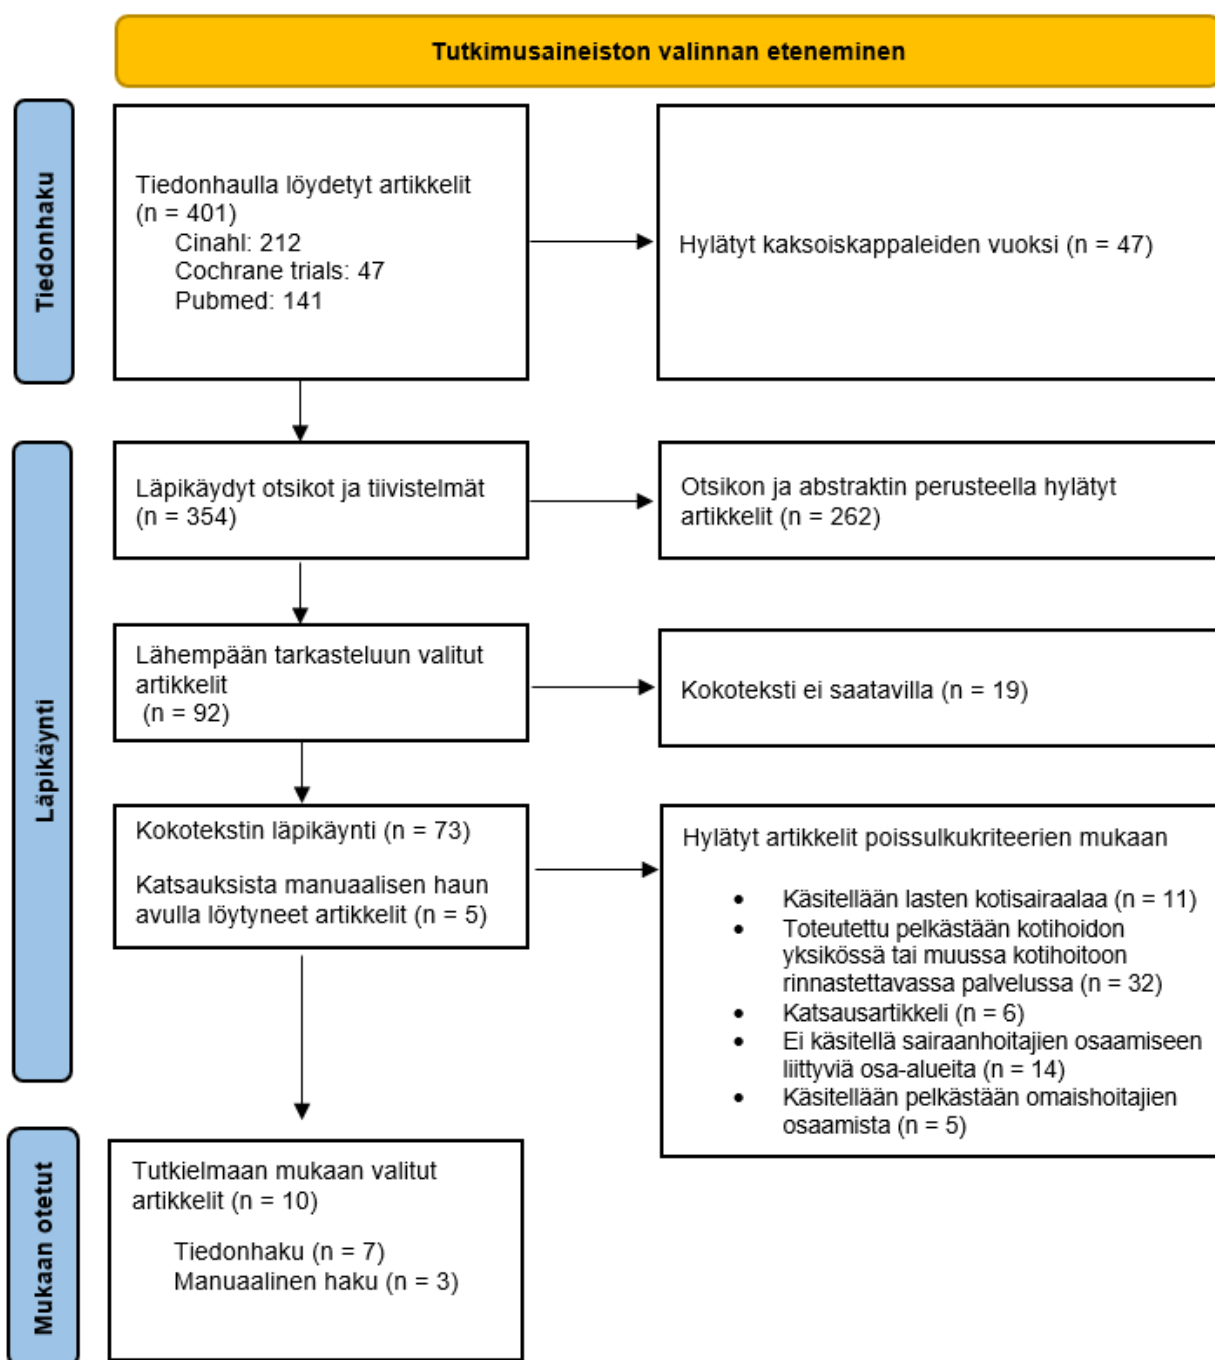 Tutkimusaineiston valinnan eteneminen
Tiedonhaku
Tiedonhaulla löydetyt artikkelit
(n = 401)
Cinahl: 212
Cochrane trials: 47
Pubmed: 141
Hylätyt kaksoiskappaleiden vuoksi (n = 47)
Läpikäynti
Läpikäydyt otsikot ja tiivistelmät
(n = 354)
Otsikon ja abstraktin perusteella hylätyt
artikkelit (n = 262)
Lähempään tarkasteluun valitut
artikkelit
(n = 92)
Kokoteksti ei saatavilla (n = 19)
Kokotekstin läpikäynti (n = 73)
Katsauksista manuaalisen haun
avulla löytyneet artikkelit (n = 5)
Hylätyt artikkelit poissulkukriteerien mukaan
• Käsitellään lasten kotisairaalaa (n = 11)
• Toteutettu pelkästään kotihoidon
yksikössä tai muussa kotihoitoon
rinnastettavassa palvelussa (n = 32)
• Katsausartikkeli (n = 6)
• Ei käsitellä sairaanhoitajien osaamiseen
liittyviä osa-alueita (n = 14)
• Käsitellään pelkästään omaishoitajien
osaamista (n = 5)
Mukaan otetut
Tutkielmaan mukaan valitut
artikkelit (n = 10)
Tiedonhaku (n = 7)
Manuaalinen haku (n = 3)